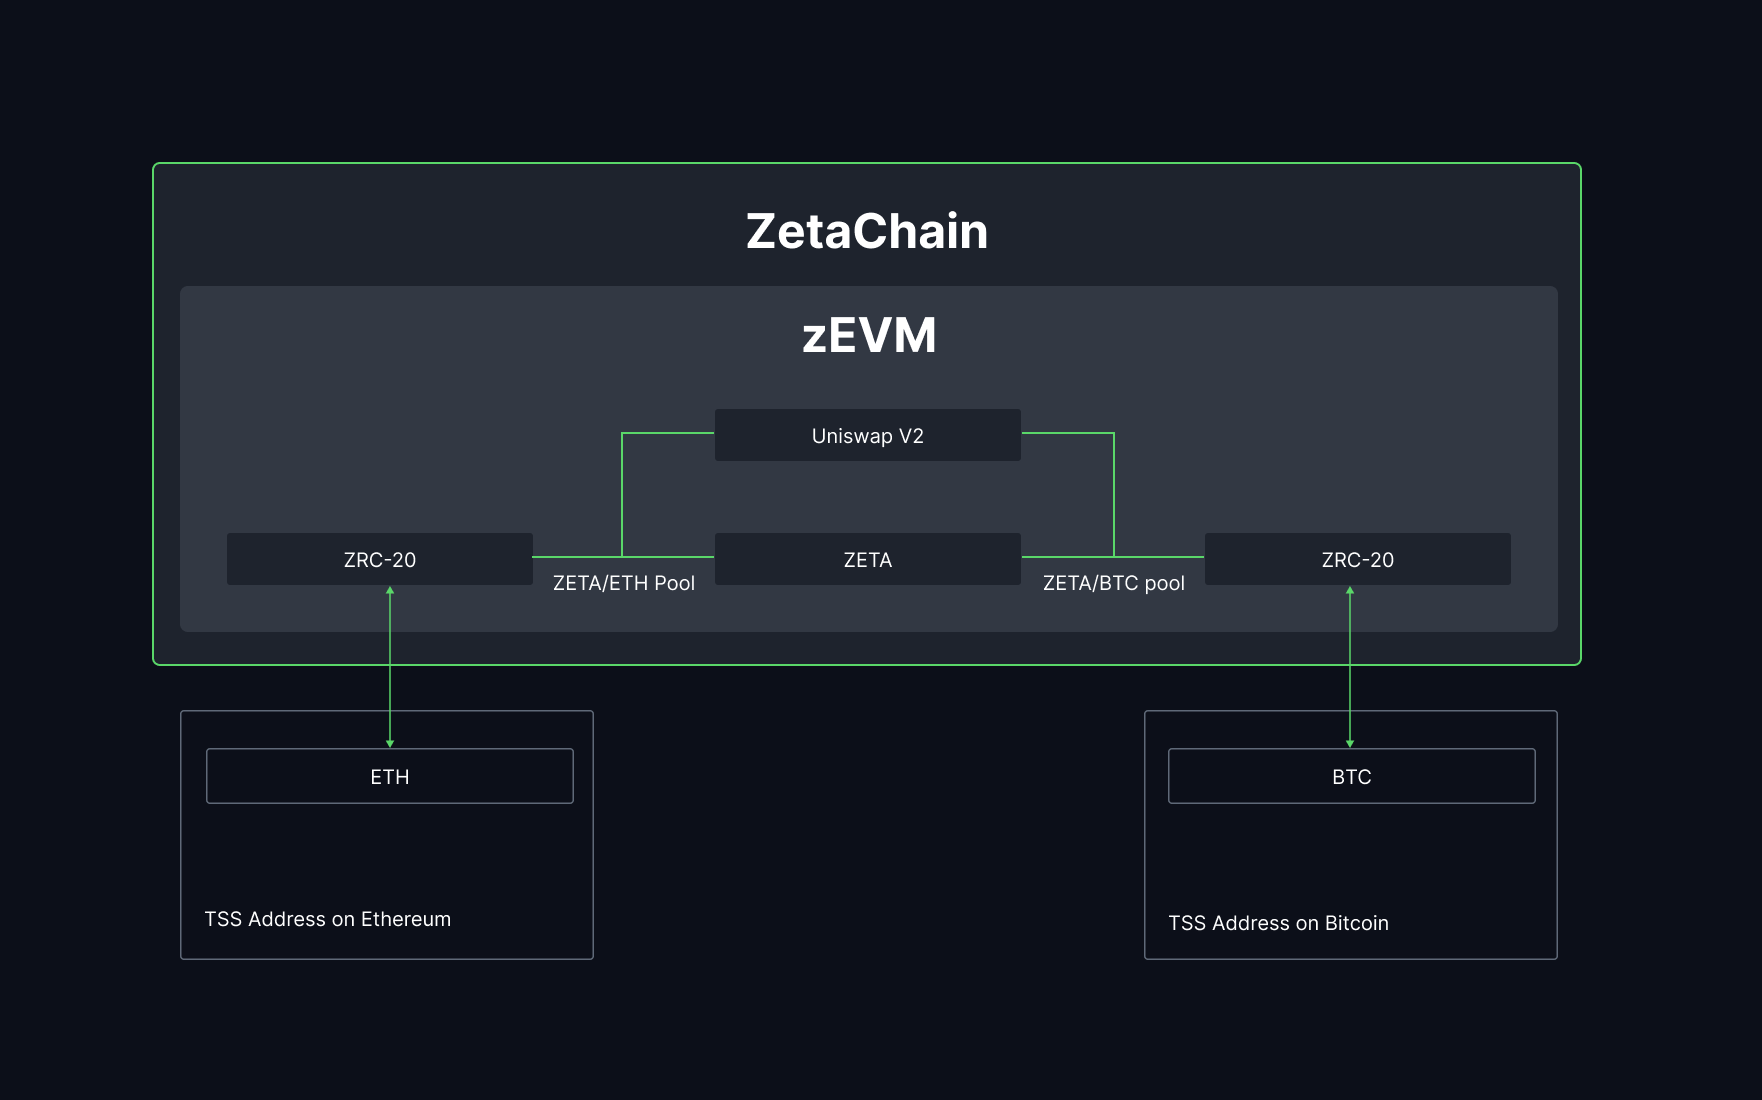 ZetaChain
zEVM
Uniswap V2
ZRC-20
ZETA
ZRC-20
ZETA/ETH Pool
ZETA/BTC pool
ETH
BTC
TSS Address on Ethereum
TSS Address on Bitcoin